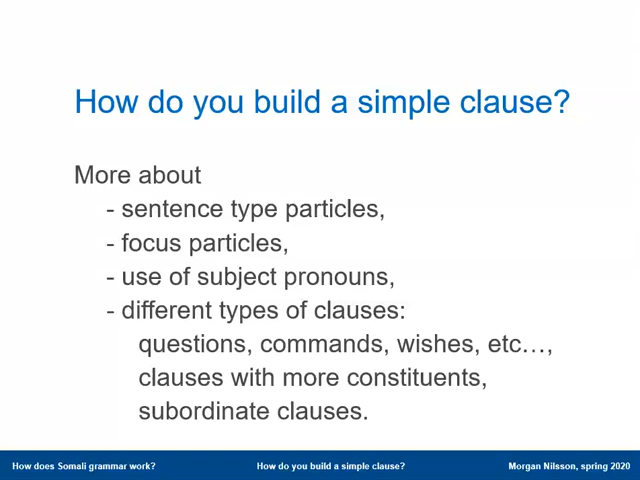 How do you build a simple clause?
More about
- sentence type particles,
- focus particles,
- use of subject pronouns,
- different types of clauses:
questions, commands, wishes, etc…,
clauses with more constituents,
subordinate clauses.
How does Somali grammar work? How do you build a simple clause? Morgan Nilsson, spring 2020